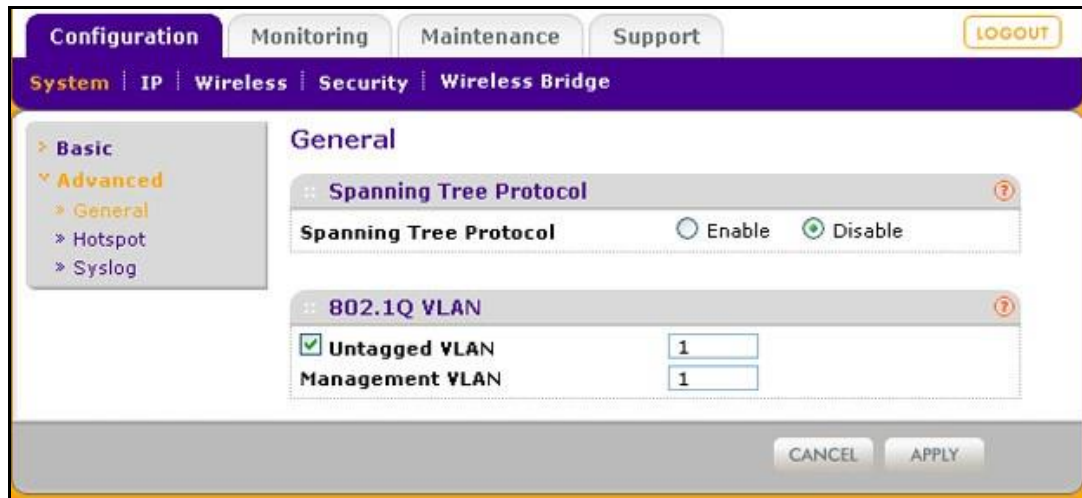 Configuration Monitoring Maintenance Support LOGOUT
System IP Wireless Security Wireless Bridge
Basic
Advanced
General
Hotspot
Syslog
General
Spanning Tree Protocol
Spanning Tree Protocol Enable Disable
802.1Q VLAN
Untagged VLAN 1
Management VLAN 1
CANCEL APPLY